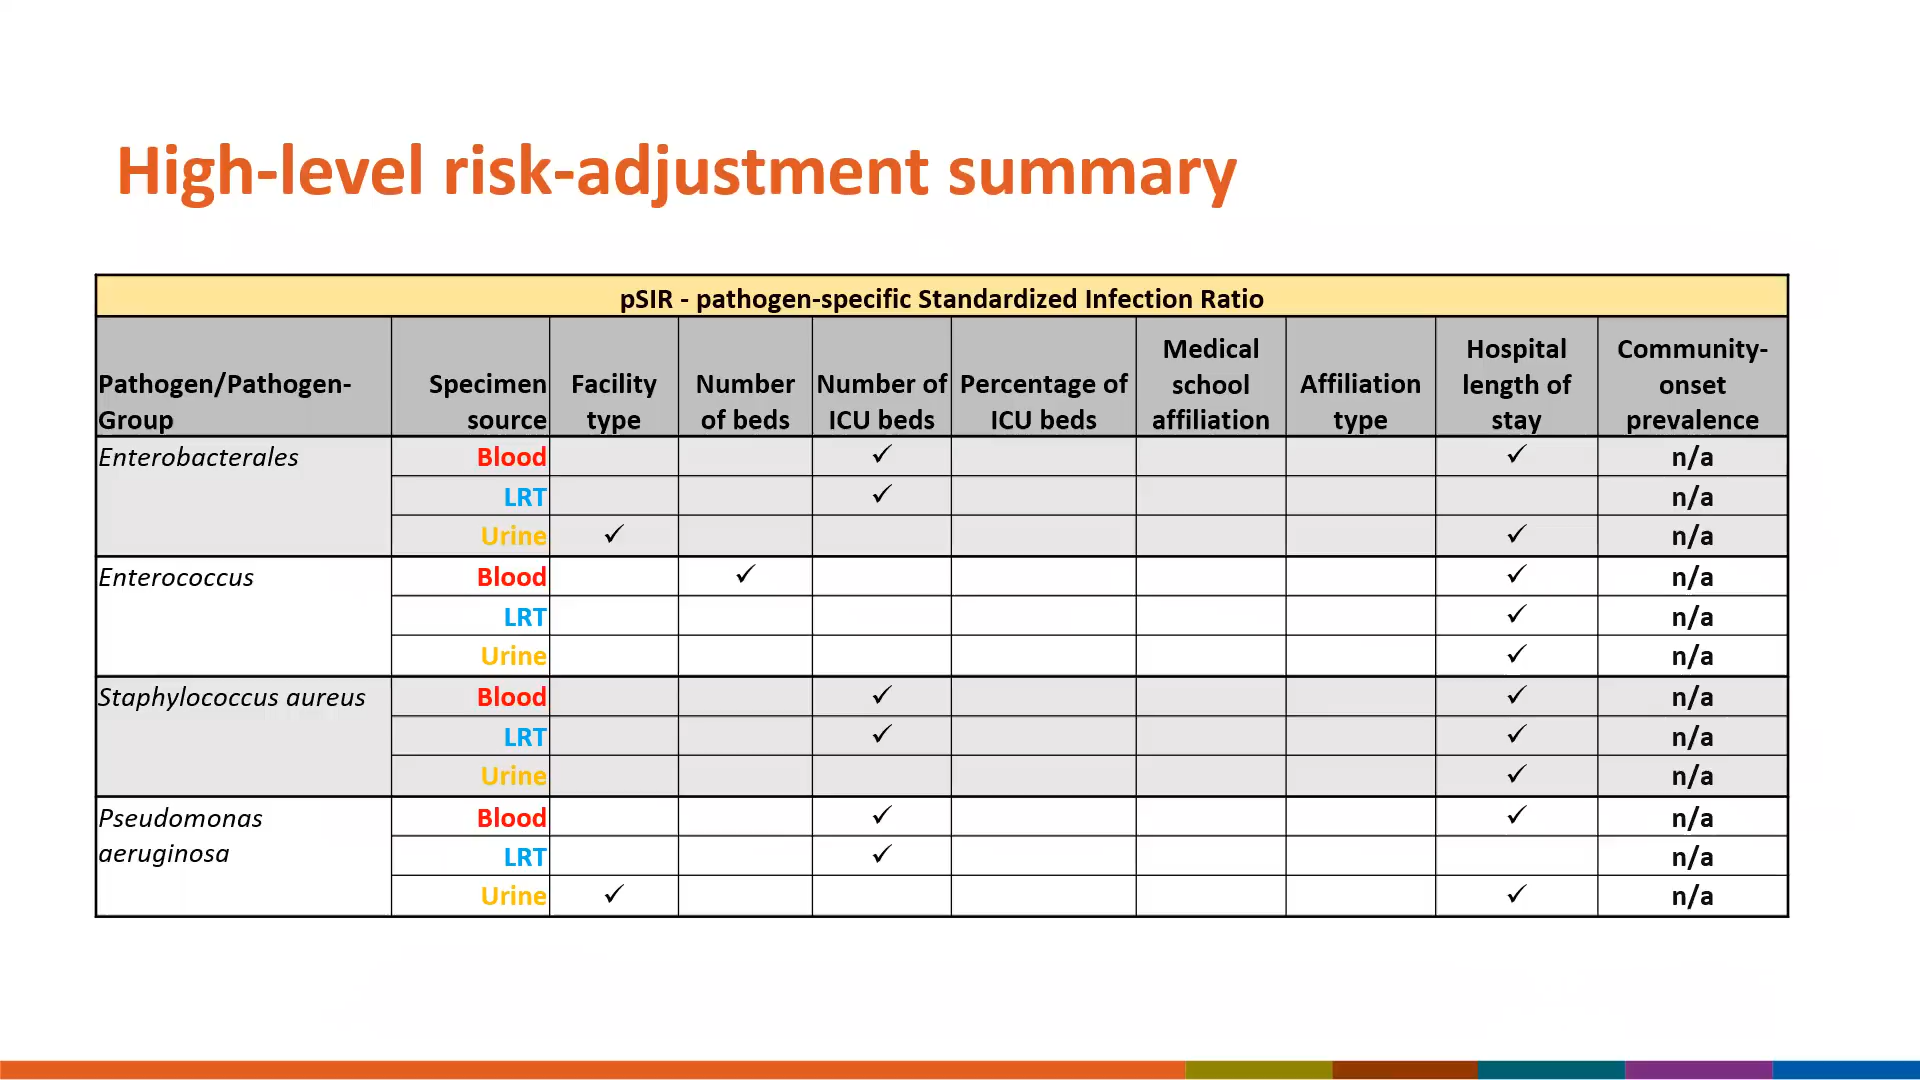 High-level risk-adjustment summary
pSIR - pathogen-specific Standardized Infection Ratio
Pathogen/Pathogen-Group Specimen source Facility type Number of beds Number of ICU beds Percentage of ICU beds Medical school affiliation Affiliation type Hospital length of stay Community-onset prevalence
Enterobacterales Blood ✓ ✓ n/a
LRT ✓ n/a
Urine ✓ ✓ n/a
Enterococcus Blood ✓ ✓ n/a
LRT ✓ n/a
Urine ✓ n/a
Staphylococcus aureus Blood ✓ ✓ n/a
LRT ✓ ✓ n/a
Urine ✓ n/a
Pseudomonas aeruginosa Blood ✓ ✓ n/a
LRT ✓ n/a
Urine ✓ ✓ n/a